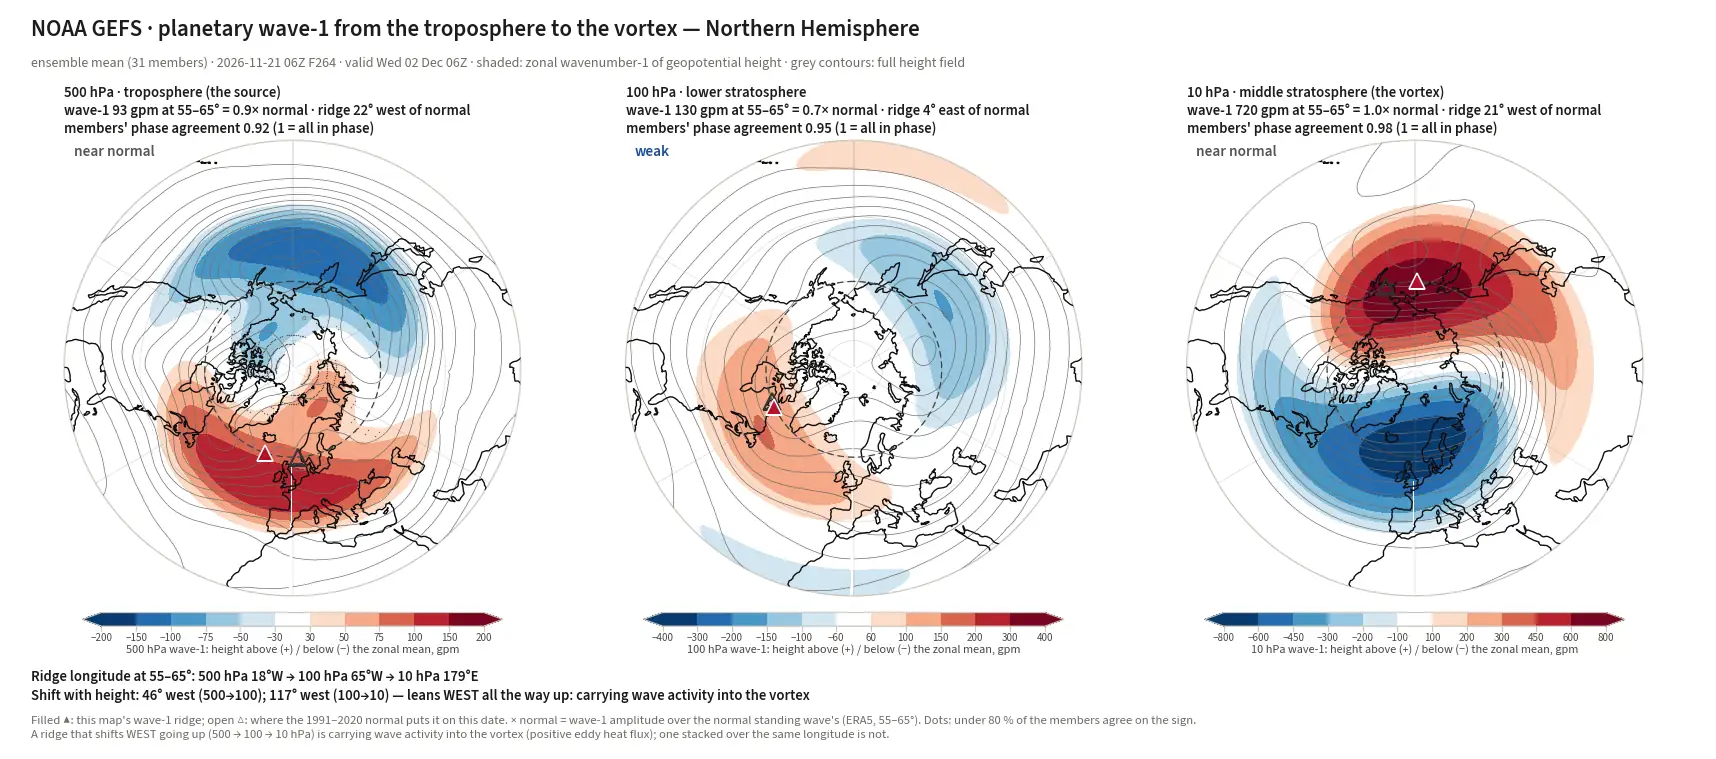 NOAA GEFS · planetary wave-1 from the troposphere to the vortex — Northern Hemisphere
ensemble mean (31 members) · 2026-11-21 06Z F264 · valid Wed 02 Dec 06Z · shaded: zonal wavenumber-1 of geopotential height · grey contours: full height field
500 hPa · troposphere (the source)
wave-1 93 gpm at 55–65° = 0.9× normal · ridge 22° west of normal
members' phase agreement 0.92 (1 = all in phase)
near normal
100 hPa · lower stratosphere
wave-1 130 gpm at 55–65° = 0.7× normal · ridge 4° east of normal
members' phase agreement 0.95 (1 = all in phase)
weak
10 hPa · middle stratosphere (the vortex)
wave-1 720 gpm at 55–65° = 1.0× normal · ridge 21° west of normal
members' phase agreement 0.98 (1 = all in phase)
near normal
−200 −150 −100 −75 −50 −30 30 50 75 100 150 200
500 hPa wave-1: height above (+) / below (−) the zonal mean, gpm
−400 −300 −200 −150 −100 −60 60 100 150 200 300 400
100 hPa wave-1: height above (+) / below (−) the zonal mean, gpm
−800 −600 −450 −300 −200 −100 100 200 300 450 600 800
10 hPa wave-1: height above (+) / below (−) the zonal mean, gpm
Ridge longitude at 55–65°: 500 hPa 18°W → 100 hPa 65°W → 10 hPa 179°E
Shift with height: 46° west (500→100); 117° west (100→10) — leans WEST all the way up: carrying wave activity into the vortex
Filled ▲: this map's wave-1 ridge; open △: where the 1991–2020 normal puts it on this date. × normal = wave-1 amplitude over the normal standing wave's (ERA5, 55–65°). Dots: under 80 % of the members agree on the sign.
A ridge that shifts WEST going up (500 → 100 → 10 hPa) is carrying wave activity into the vortex (positive eddy heat flux); one stacked over the same longitude is not.